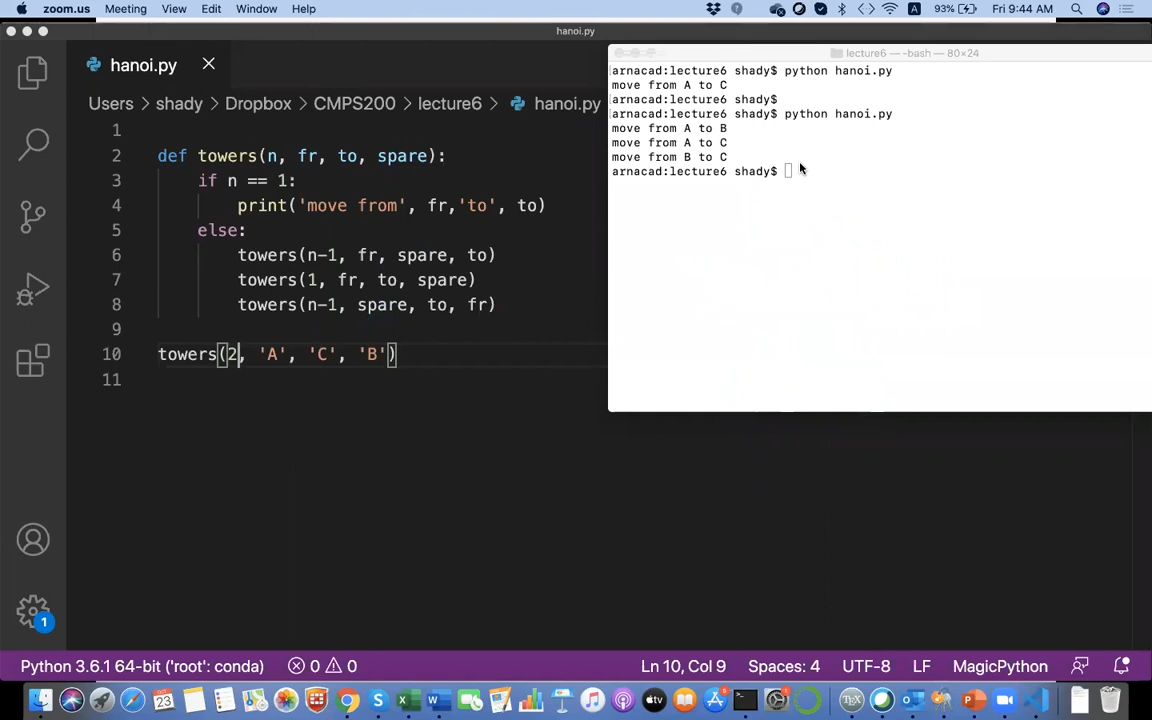 zoom.us Meeting View Edit Window Help 93% Fri 9:44 AM
hanoi.py
hanoi.py
Users > shady > Dropbox > CMPS200 > lecture6 > hanoi.py
1
2 def towers(n, fr, to, spare):
3 if n == 1:
4 print('move from', fr,'to', to)
5 else:
6 towers(n-1, fr, spare, to)
7 towers(1, fr, to, spare)
8 towers(n-1, spare, to, fr)
9
10 towers(2, 'A', 'C', 'B')
11
lecture6 — -bash — 80×24
arnacad:lecture6 shady$ python hanoi.py
move from A to C
arnacad:lecture6 shady$
arnacad:lecture6 shady$ python hanoi.py
move from A to B
move from A to C
move from B to C
arnacad:lecture6 shady$
1
Python 3.6.1 64-bit ('root': conda) 0 0 Ln 10, Col 9 Spaces: 4 UTF-8 LF MagicPython